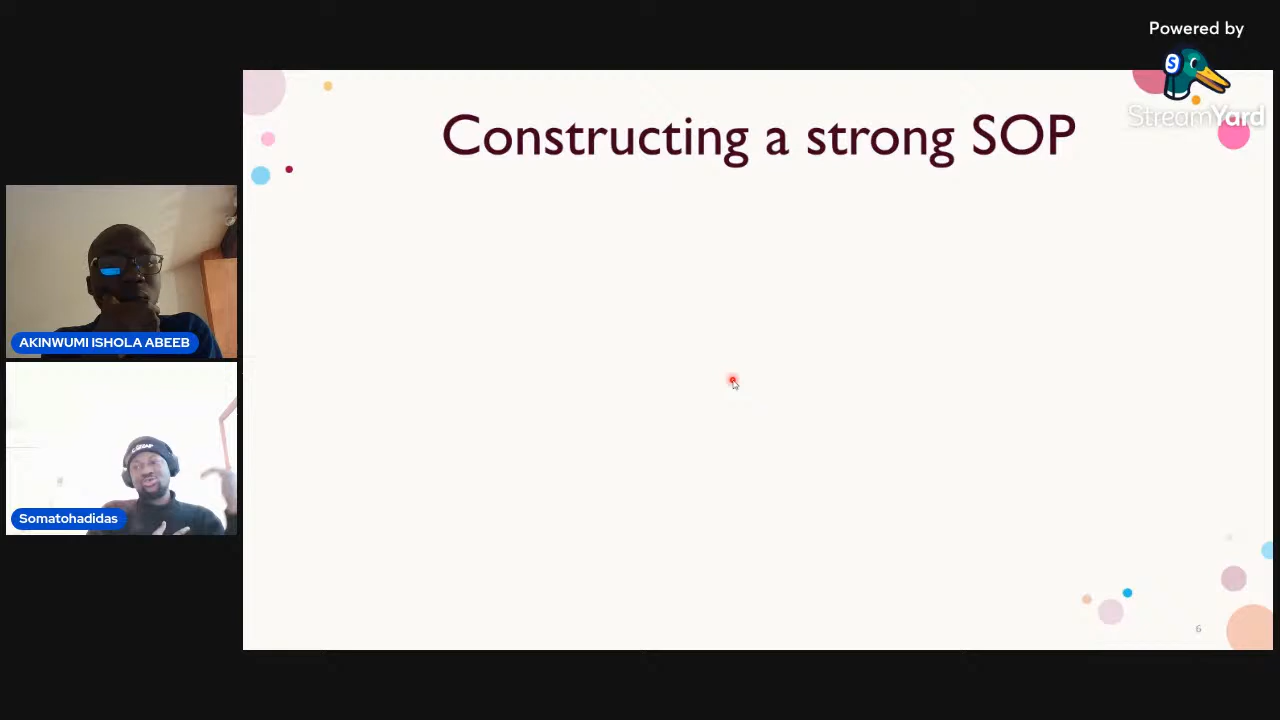 Powered by
StreamYard
Constructing a strong SOP
AKINWUMI ISHOLA ABEEB
Somatohadidas
6